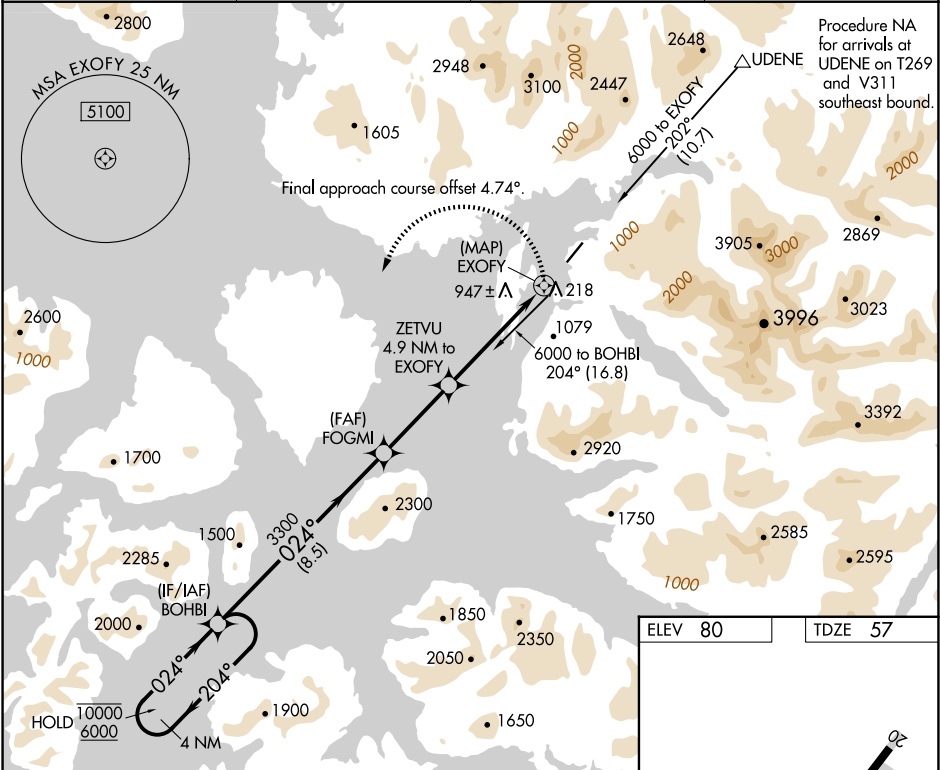 2800
MSA EXOFY 25 NM
5100
1605
2948
3100
2000
2447
2648
1000
UDENE
Procedure NA
for arrivals at
UDENE on T269
and V311
southeast bound.
6000 to EXOFY
202°
(10.7)
2000
Final approach course offset 4.74°.
1000
2869
3905
3000
2000
3023
3996
(MAP)
EXOFY
947±
218
1079
6000 to BOHBI
204° (16.8)
ZETVU
4.9 NM to
EXOFY
(FAF)
FOGMI
2600
1000
1700
2920
3392
2300
1750
2585
2595
1000
1500
2285
3300
024°
(8.5)
(IF/IAF)
BOHBI
2000
1850
2350
2050
1650
1900
024°
204°
HOLD
10000
6000
4 NM
ELEV 80
TDZE 57
20